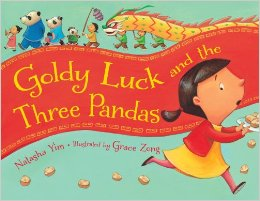 Goldy Luck and the
Three Pandas
Natasha Yim - Illustrated by Grace Zong